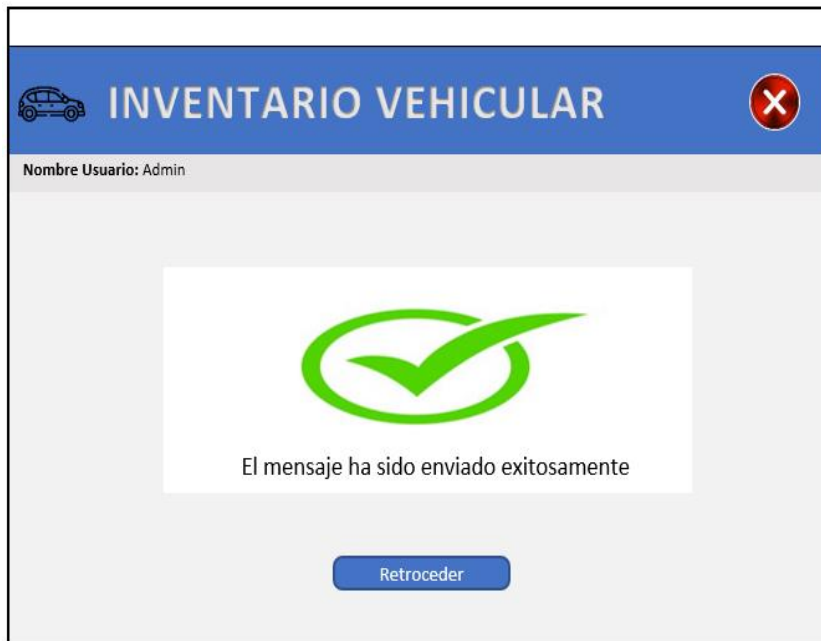 INVENTARIO VEHICULAR
Nombre Usuario: Admin
El mensaje ha sido enviado exitosamente
Retroceder